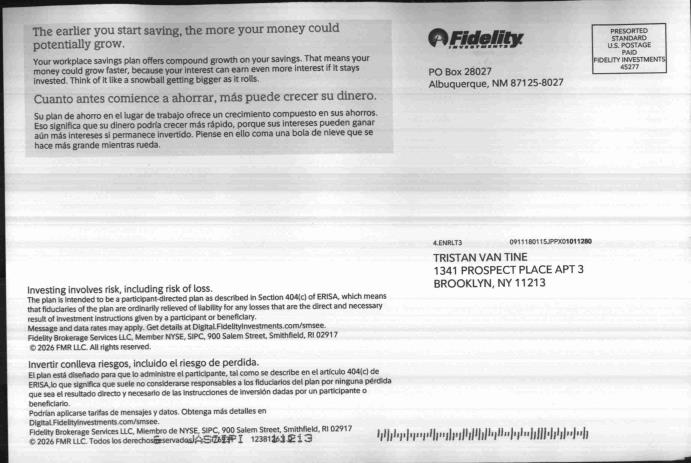 The earlier you start saving, the more your money could
potentially grow.
Your workplace savings plan offers compound growth on your savings. That means your
money could grow faster, because your interest can earn even more interest if it stays
invested. Think of it like a snowball getting bigger as it rolls.
Cuanto antes comience a ahorrar, más puede crecer su dinero.
Su plan de ahorro en el lugar de trabajo ofrece un crecimiento compuesto en sus ahorros.
Eso significa que su dinero podría crecer más rápido, porque sus intereses pueden ganar
aún más intereses si permanece invertido. Piense en ello coma una bola de nieve que se
hace más grande mientras rueda.
Fidelity
INVESTMENTS
PO Box 28027
Albuquerque, NM 87125-8027
PRESORTED
STANDARD
U.S. POSTAGE
PAID
FIDELITY INVESTMENTS
45277
4.ENRLT3 0911180115JPPX01011280
TRISTAN VAN TINE
1341 PROSPECT PLACE APT 3
BROOKLYN, NY 11213
Investing involves risk, including risk of loss.
The plan is intended to be a participant-directed plan as described in Section 404(c) of ERISA, which means
that fiduciaries of the plan are ordinarily relieved of liability for any losses that are the direct and necessary
result of investment instructions given by a participant or beneficiary.
Message and data rates may apply. Get details at Digital.FidelityInvestments.com/smsee.
Fidelity Brokerage Services LLC, Member NYSE, SIPC, 900 Salem Street, Smithfield, RI 02917
© 2026 FMR LLC. All rights reserved.
Invertir conlleva riesgos, incluido el riesgo de perdida.
El plan está diseñado para que lo administre el participante, tal como se describe en el artículo 404(c) de
ERISA,lo que significa que suele no considerarse responsables a los fiduciarios del plan por ninguna pérdida
que sea el resultado directo y necesario de las instrucciones de inversión dadas por un participante o
beneficiario.
Podrían aplicarse tarifas de mensajes y datos. Obtenga más detalles en
Digital.FidelityInvestments.com/smsee.
Fidelity Brokerage Services LLC, Miembro de NYSE, SIPC, 900 Salem Street, Smithfield, RI 02917
© 2026 FMR LLC. Todos los derechos reservados.